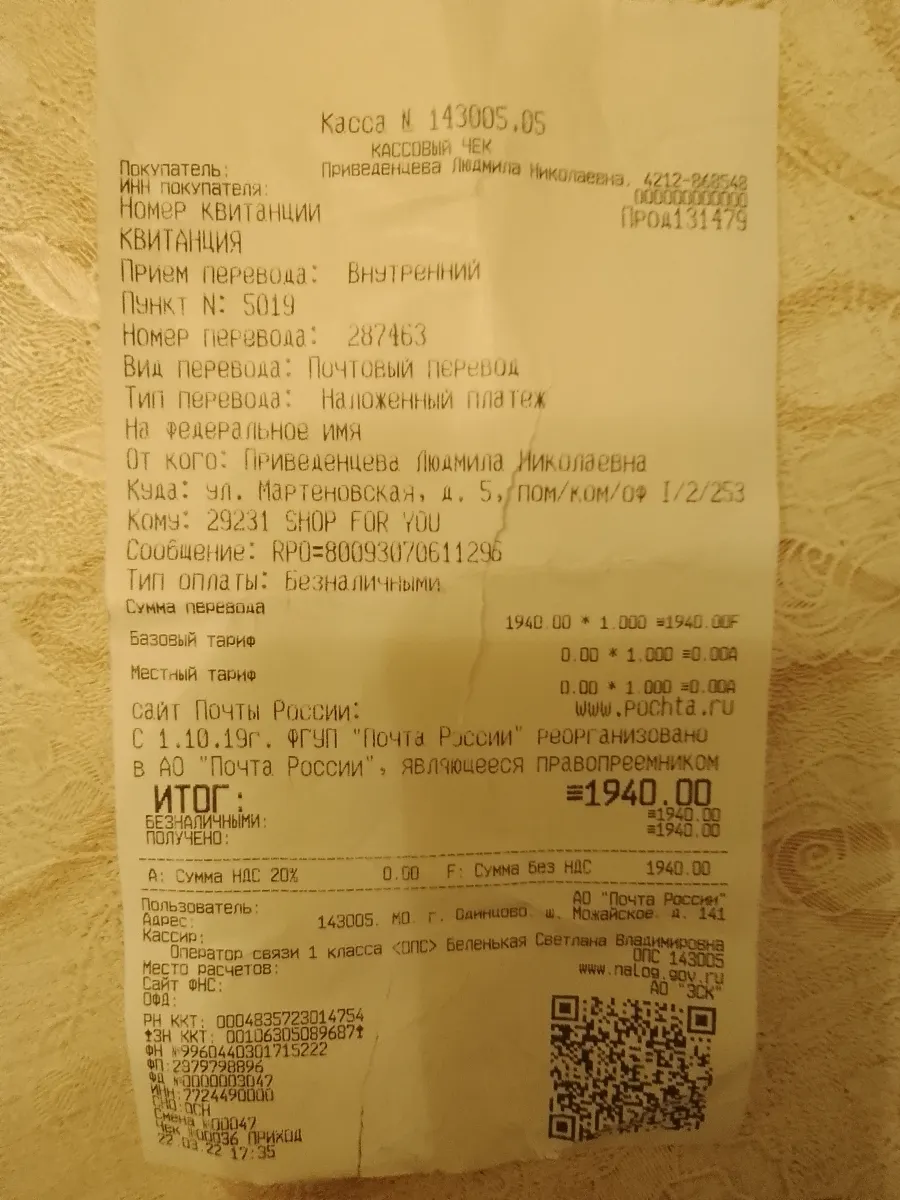 Касса № 143005.05
КАССОВЫЙ ЧЕК
Покупатель: Приведенцева Людмила Николаевна, 4212-868548
ИНН покупателя: 000000000000
Номер квитанции Прод131479
КВИТАНЦИЯ
Прием перевода: Внутренний
Пункт N: 5019
Номер перевода: 287463
Вид перевода: Почтовый перевод
Тип перевода: Наложенный платеж
На федеральное имя
От кого: Приведенцева Людмила Николаевна
Куда: ул. Мартеновская, д. 5, пом/ком/оф I/2/253
Кому: 29231 SHOP FOR YOU
Сообщение: RPO=80093070611296
Тип оплаты: Безналичными
Сумма перевода
1940.00 * 1.000 ≡1940.00F
Базовый тариф
0.00 * 1.000 ≡0.00A
Местный тариф
0.00 * 1.000 ≡0.00A
сайт Почты России: www.pochta.ru
С 1.10.19г. ФГУП "Почта России" реорганизовано
в АО "Почта России", являющееся правопреемником
ИТОГ: ≡1940.00
БЕЗНАЛИЧНЫМИ: ≡1940.00
ПОЛУЧЕНО: ≡1940.00
A: Сумма НДС 20% 0.00 F: Сумма без НДС 1940.00
Пользователь: АО "Почта России"
Адрес: 143005, МО, г. Одинцово, ш. Можайское, д. 141
Кассир:
Оператор связи 1 класса <ОПС> Беленькая Светлана Владимировна
Место расчетов: ОПС 143005
Сайт ФНС: www.nalog.gov.ru
ОФД: АО "ЭСК"
РН ККТ: 0004835723014754
ЗН ККТ: 00106305089687
ФН №9960440301715222
ФП:2379798896
ФД №0000003047
ИНН:7724490000
СНО:ОСН
Смена №00047
Чек №00036 ПРИХОД
22.03.22 17:35